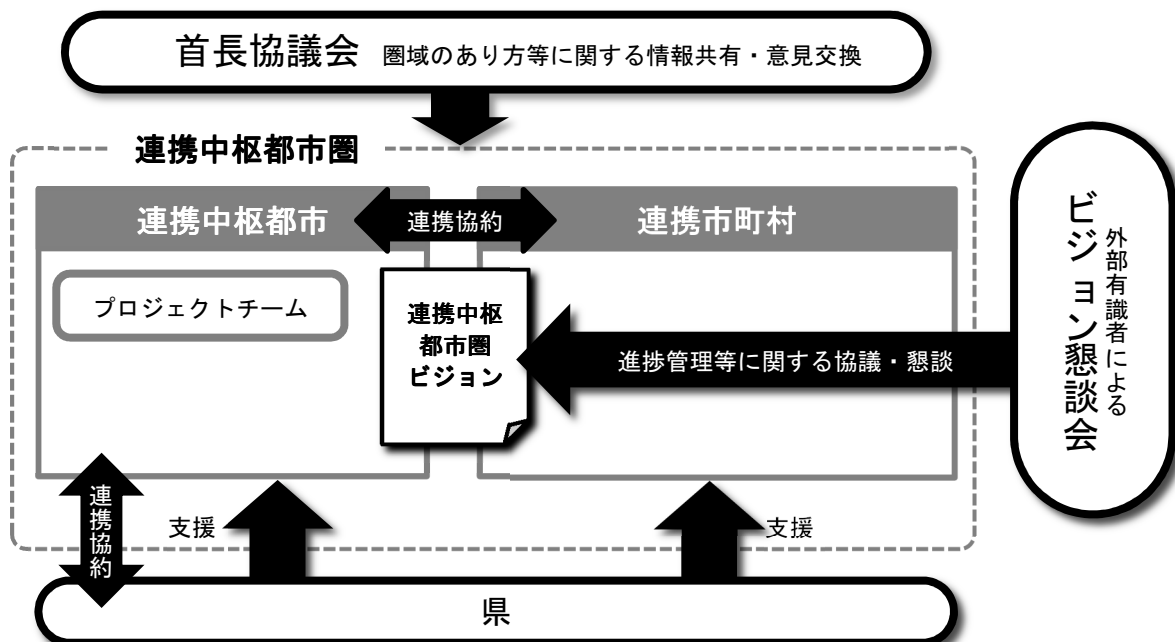 首長協議会 圏域のあり方等に関する情報共有・意見交換
連携中枢都市圏
連携中枢都市
連携協約
連携市町村
プロジェクトチーム
連携中枢
都市圏
ビジョン
進捗管理等に関する協議・懇談
外部有識者による
ビジョン懇談会
連携協約
支援
支援
県